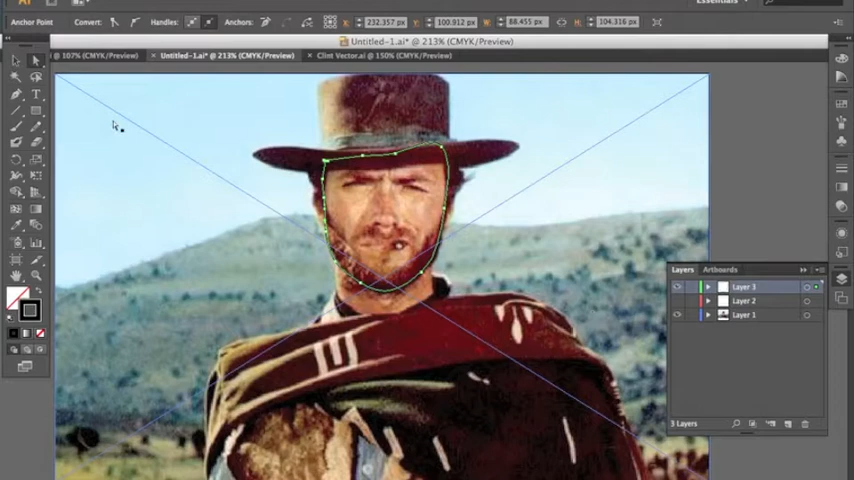 Essentials
Anchor Point Convert: Handles: Anchors: X: 232.357 px Y: 100.912 px W: 88.455 px H: 104.316 px
Untitled-1.ai* @ 213% (CMYK/Preview)
@ 107% (CMYK/Preview) × Untitled-1.ai* @ 213% (CMYK/Preview) × Clint Vector.ai @ 150% (CMYK/Preview)
Layers Artboards
Layer 3
Layer 2
Layer 1
3 Layers